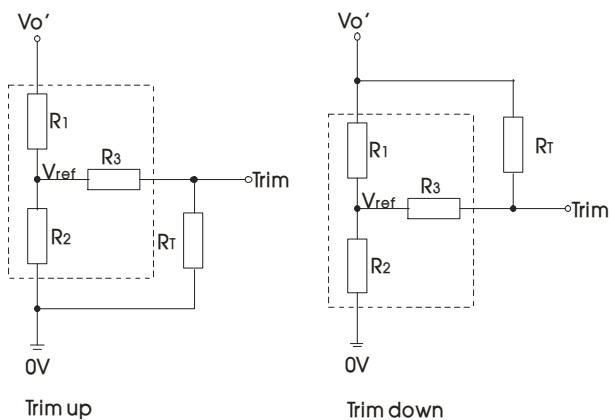 Vo'
R1
R3
Vref
Trim
R2
RT
0V
Trim up
Vo'
R1
RT
R3
Vref
Trim
R2
0V
Trim down